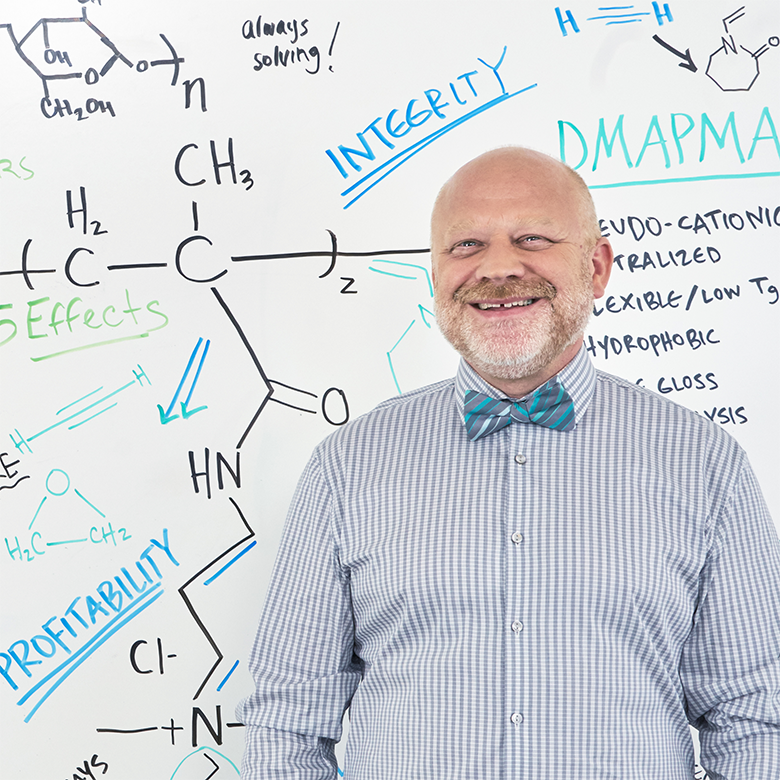 always
solving!
OH
OH
O
O
CH₂OH
n
H≡H
N
O
INTEGRITY
DMAPMA
CH₃
H₂
C
C
z
EUDO-CATIONIC
TRALIZED
LEXIBLE/LOW Tg
HYDROPHOBIC
GLOSS
YSIS
Effects
H
H
O
HN
N
O
H₂C
CH₂
PROFITABILITY
Cl-
+N